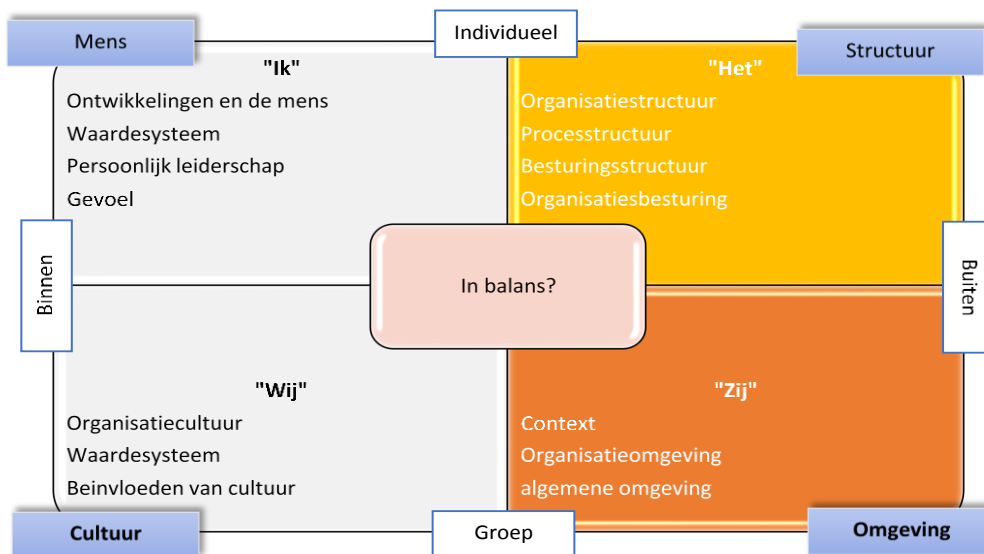 Mens
Individueel
Structuur
"Ik"
Ontwikkelingen en de mens
Waardesysteem
Persoonlijk leiderschap
Gevoel
"Het"
Organisatiestructuur
Processtructuur
Besturingsstructuur
Organisatiesbesturing
Binnen
In balans?
Buiten
"Wij"
Organisatiecultuur
Waardesysteem
Beinvloeden van cultuur
"Zij"
Context
Organisatieomgeving
algemene omgeving
Cultuur
Groep
Omgeving